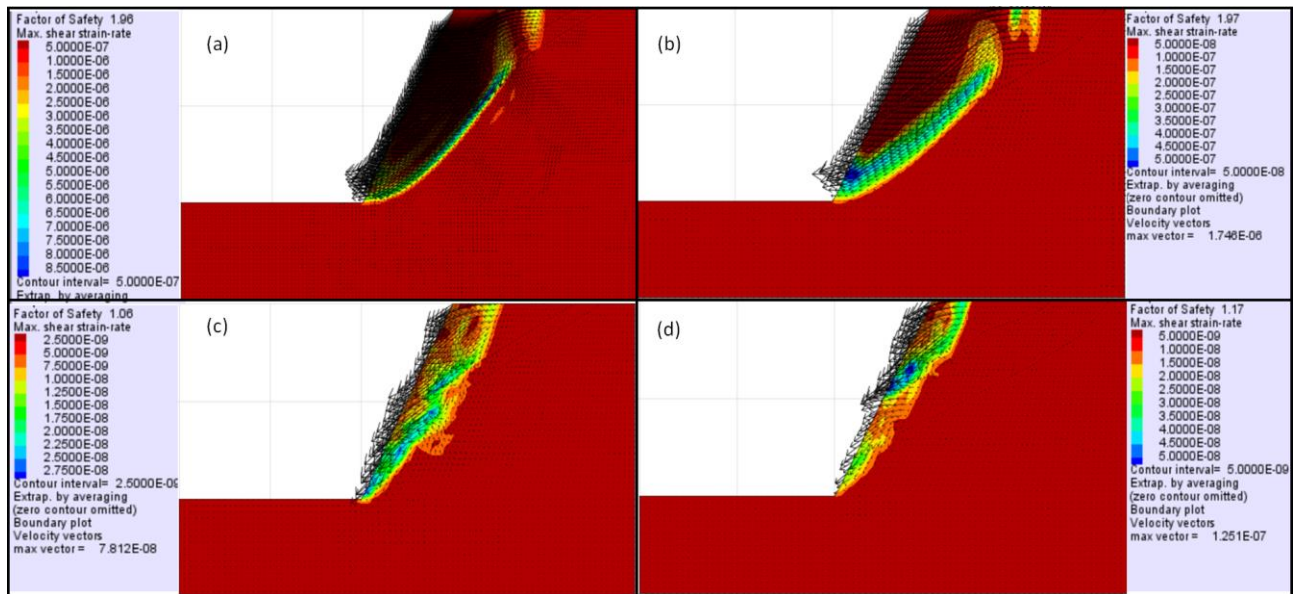 Factor of Safety 1.96
Max. shear strain-rate
5.0000E-07
1.0000E-06
1.5000E-06
2.0000E-06
2.5000E-06
3.0000E-06
3.5000E-06
4.0000E-06
4.5000E-06
5.0000E-06
5.5000E-06
6.0000E-06
6.5000E-06
7.0000E-06
7.5000E-06
8.0000E-06
8.5000E-06
Contour interval= 5.0000E-07
Extrap. by averaging
(a)
(b)
Factor of Safety 1.97
Max. shear strain-rate
5.0000E-08
1.0000E-07
1.5000E-07
2.0000E-07
2.5000E-07
3.0000E-07
3.5000E-07
4.0000E-07
4.5000E-07
5.0000E-07
Contour interval= 5.0000E-08
Extrap. by averaging
(zero contour omitted)
Boundary plot
Velocity vectors
max vector = 1.746E-06
Factor of Safety 1.06
Max. shear strain-rate
2.5000E-09
5.0000E-09
7.5000E-09
1.0000E-08
1.2500E-08
1.5000E-08
1.7500E-08
2.0000E-08
2.2500E-08
2.5000E-08
2.7500E-08
Contour interval= 2.5000E-09
Extrap. by averaging
(zero contour omitted)
Boundary plot
Velocity vectors
max vector = 7.812E-08
(c)
(d)
Factor of Safety 1.17
Max. shear strain-rate
5.0000E-09
1.0000E-08
1.5000E-08
2.0000E-08
2.5000E-08
3.0000E-08
3.5000E-08
4.0000E-08
4.5000E-08
5.0000E-08
Contour interval= 5.0000E-09
Extrap. by averaging
(zero contour omitted)
Boundary plot
Velocity vectors
max vector = 1.251E-07